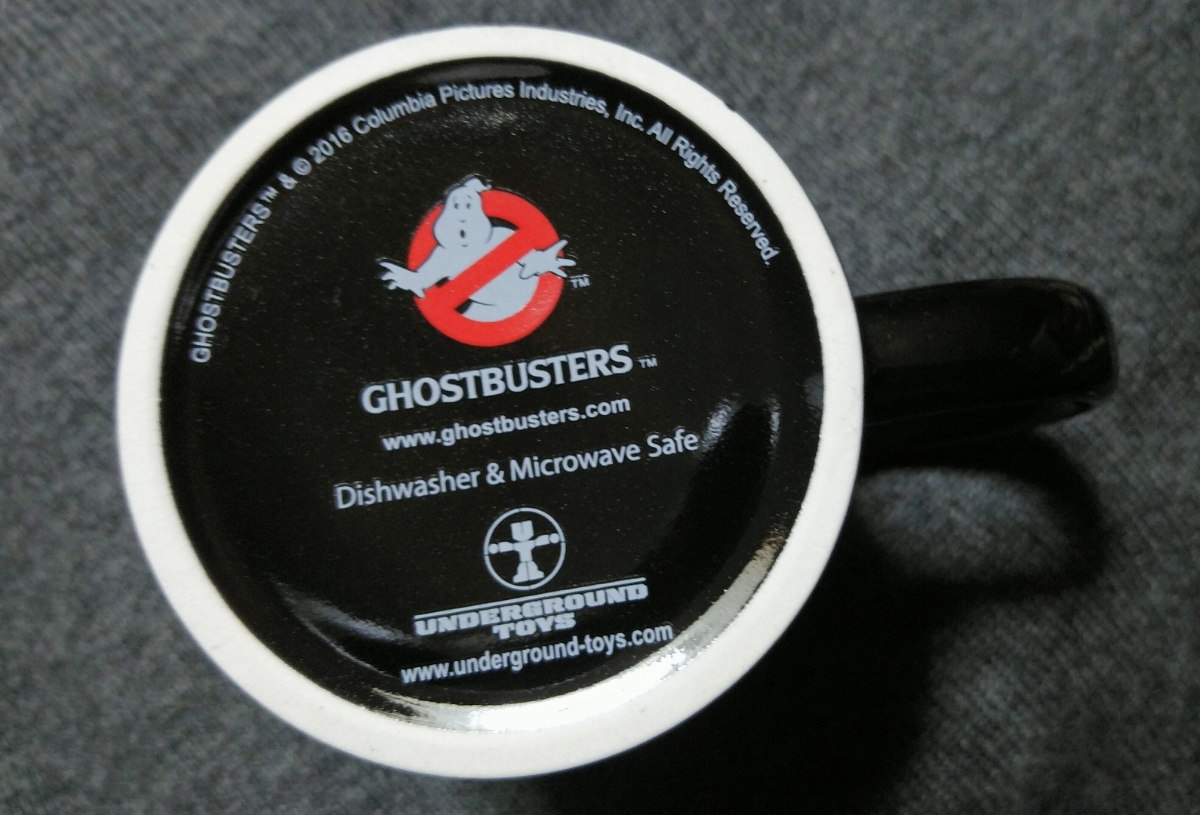 GHOSTBUSTERS™ & © 2016 Columbia Pictures Industries, Inc. All Rights Reserved.
TM
GHOSTBUSTERS™
www.ghostbusters.com
Dishwasher & Microwave Safe
UNDERGROUND
TOYS
www.underground-toys.com